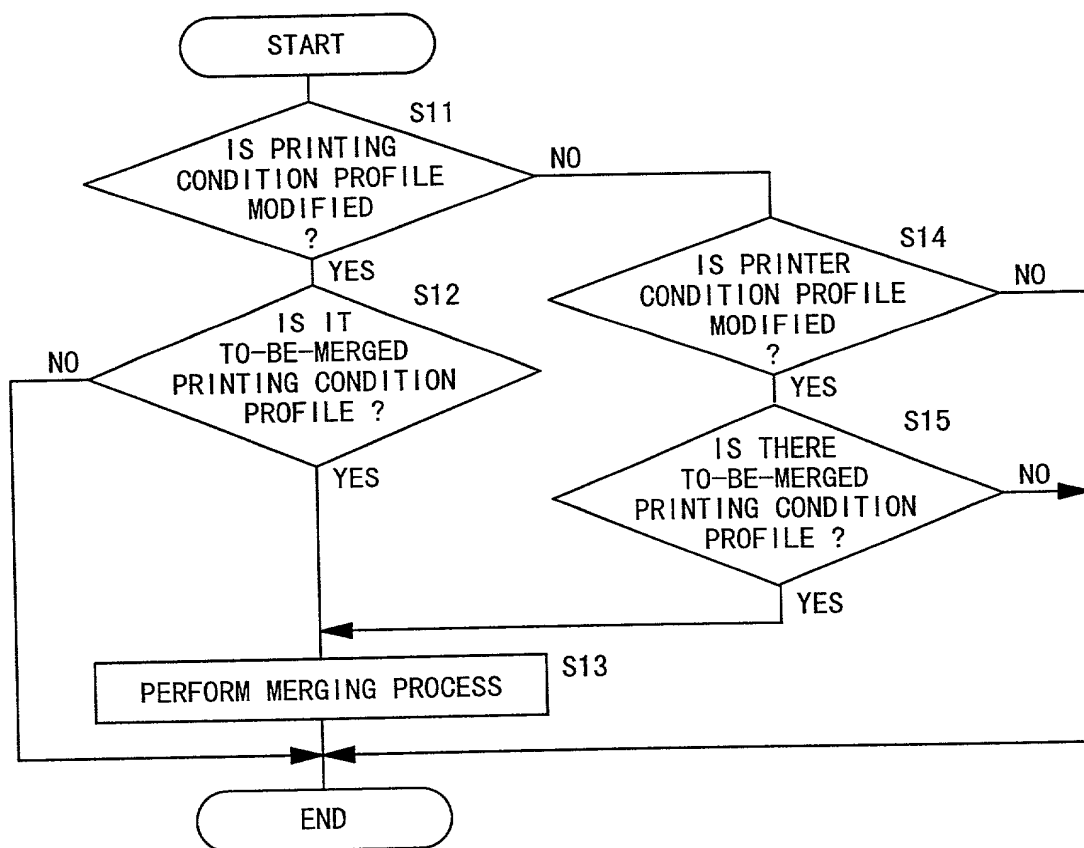 START
S11
IS PRINTING
CONDITION PROFILE
MODIFIED
?
NO
YES
S12
IS IT
TO-BE-MERGED
PRINTING CONDITION
PROFILE ?
NO
YES
S14
IS PRINTER
CONDITION PROFILE
MODIFIED
?
NO
YES
S15
IS THERE
TO-BE-MERGED
PRINTING CONDITION
PROFILE ?
NO
YES
PERFORM MERGING PROCESS
S13
END